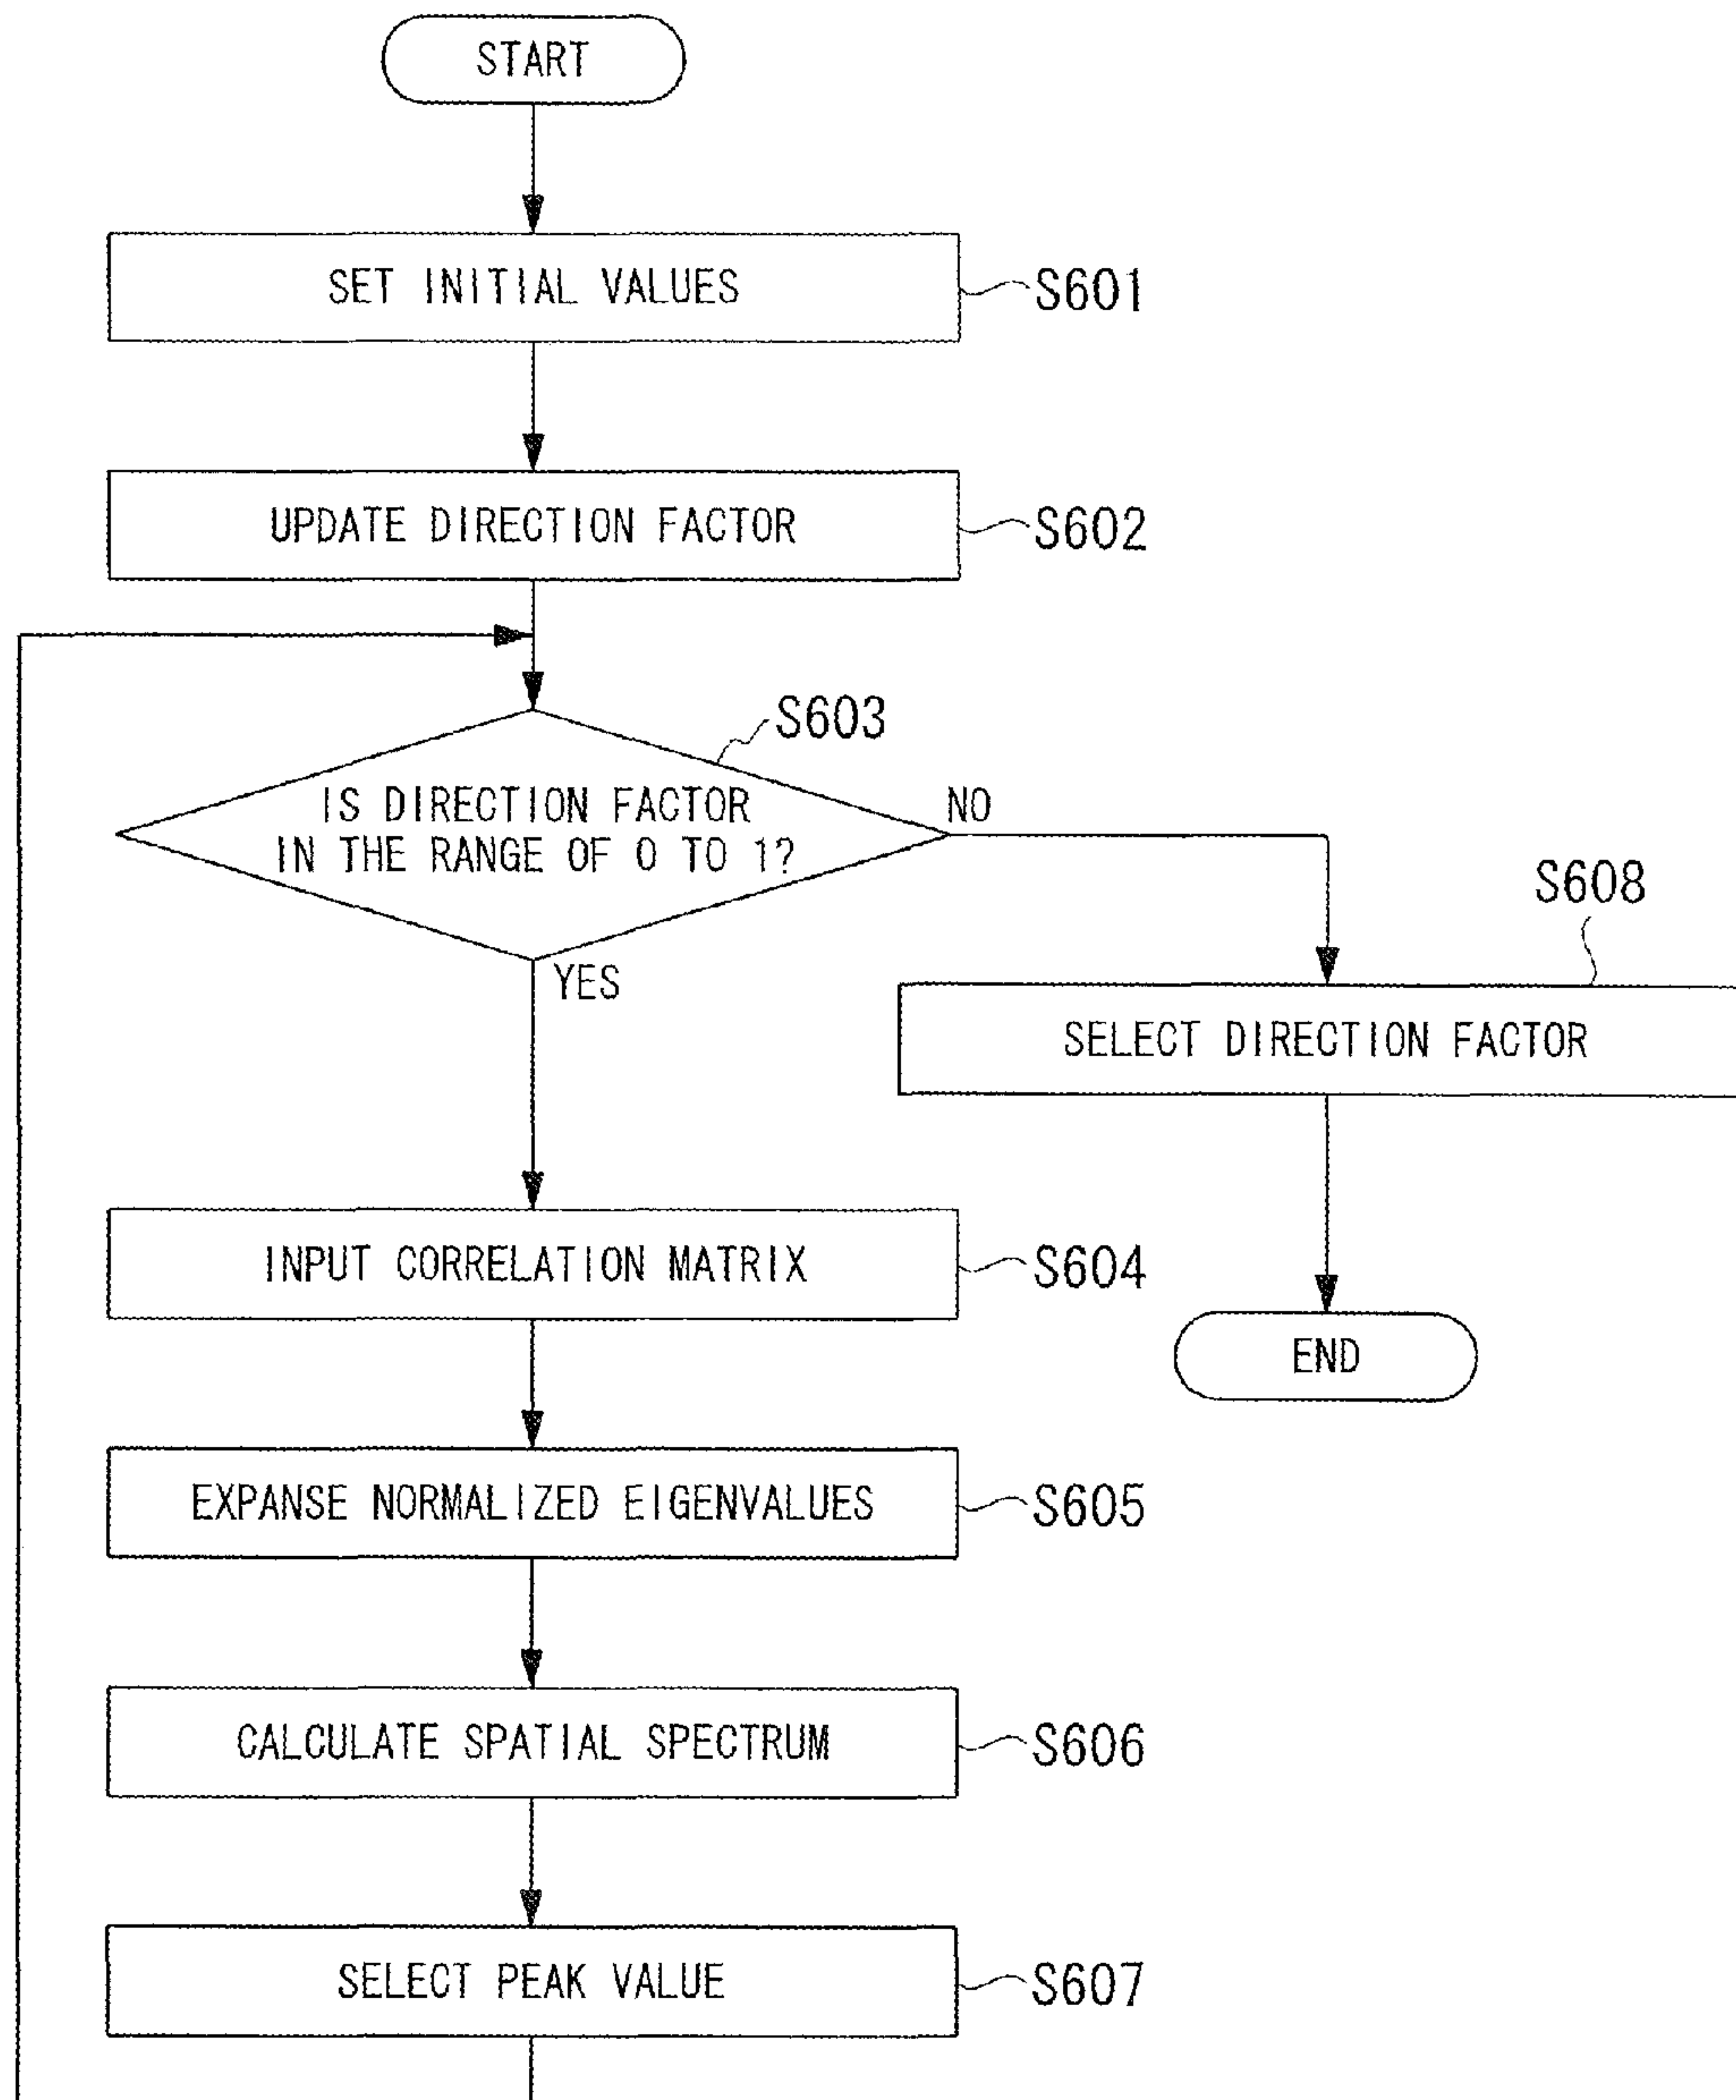 START
SET INITIAL VALUES
S601
UPDATE DIRECTION FACTOR
S602
S603
IS DIRECTION FACTOR
IN THE RANGE OF 0 TO 1?
NO
YES
S608
SELECT DIRECTION FACTOR
INPUT CORRELATION MATRIX
S604
END
EXPANSE NORMALIZED EIGENVALUES
S605
CALCULATE SPATIAL SPECTRUM
S606
SELECT PEAK VALUE
S607